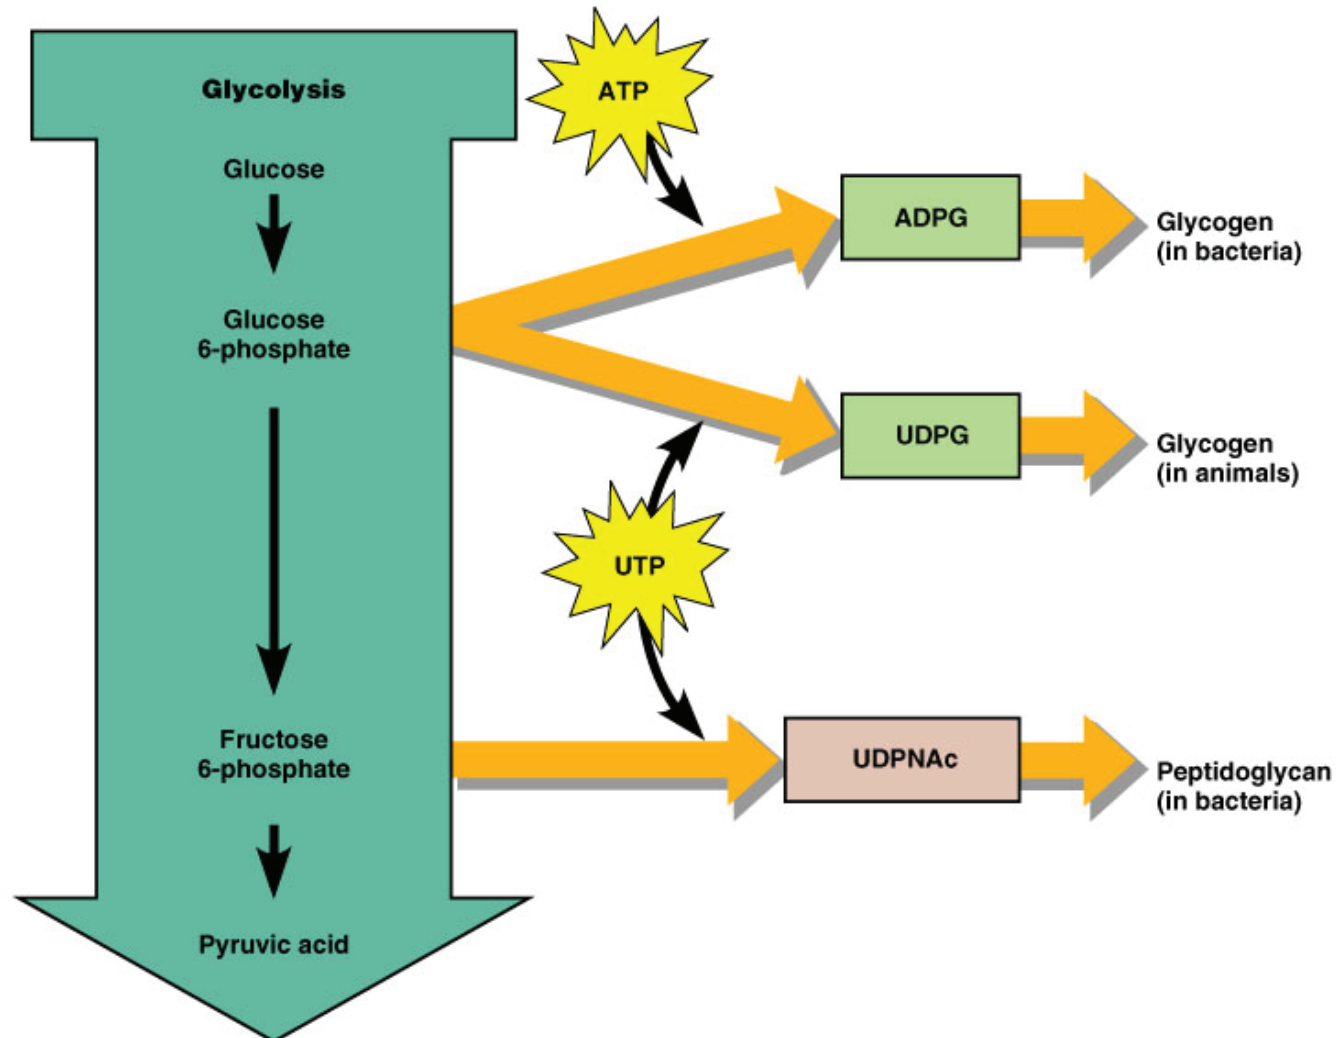 Glycolysis
Glucose
Glucose
6-phosphate
Fructose
6-phosphate
Pyruvic acid
ATP
ADPG
Glycogen
(in bacteria)
UDPG
Glycogen
(in animals)
UTP
UDPNAc
Peptidoglycan
(in bacteria)